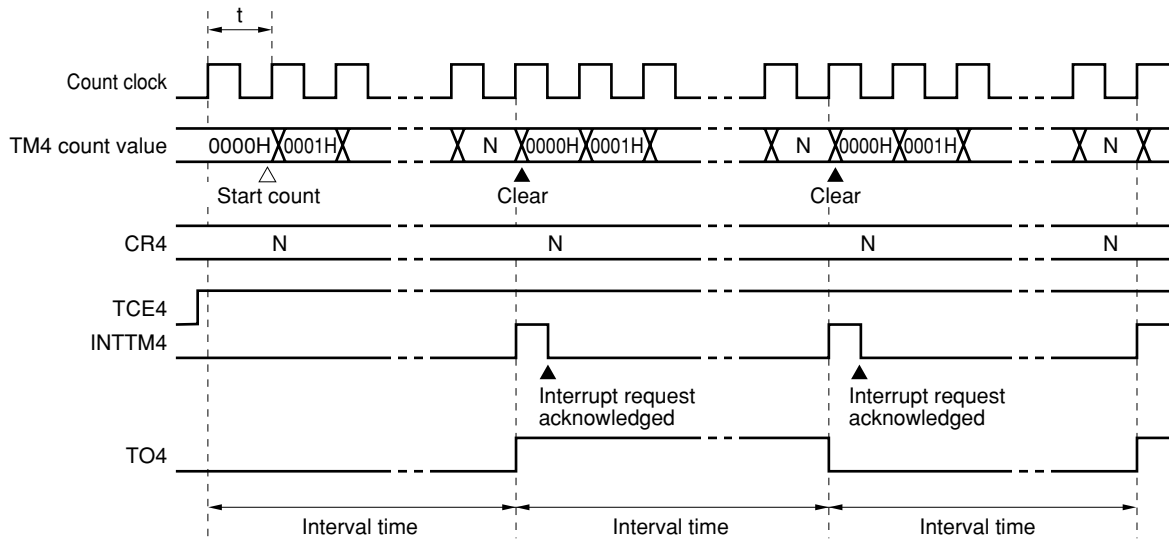 t
Count clock
TM4 count value
0000H 0001H N 0000H 0001H N 0000H 0001H N
Start count
Clear
Clear
CR4
N N N N
TCE4
INTTM4
Interrupt request
acknowledged
Interrupt request
acknowledged
TO4
Interval time Interval time Interval time